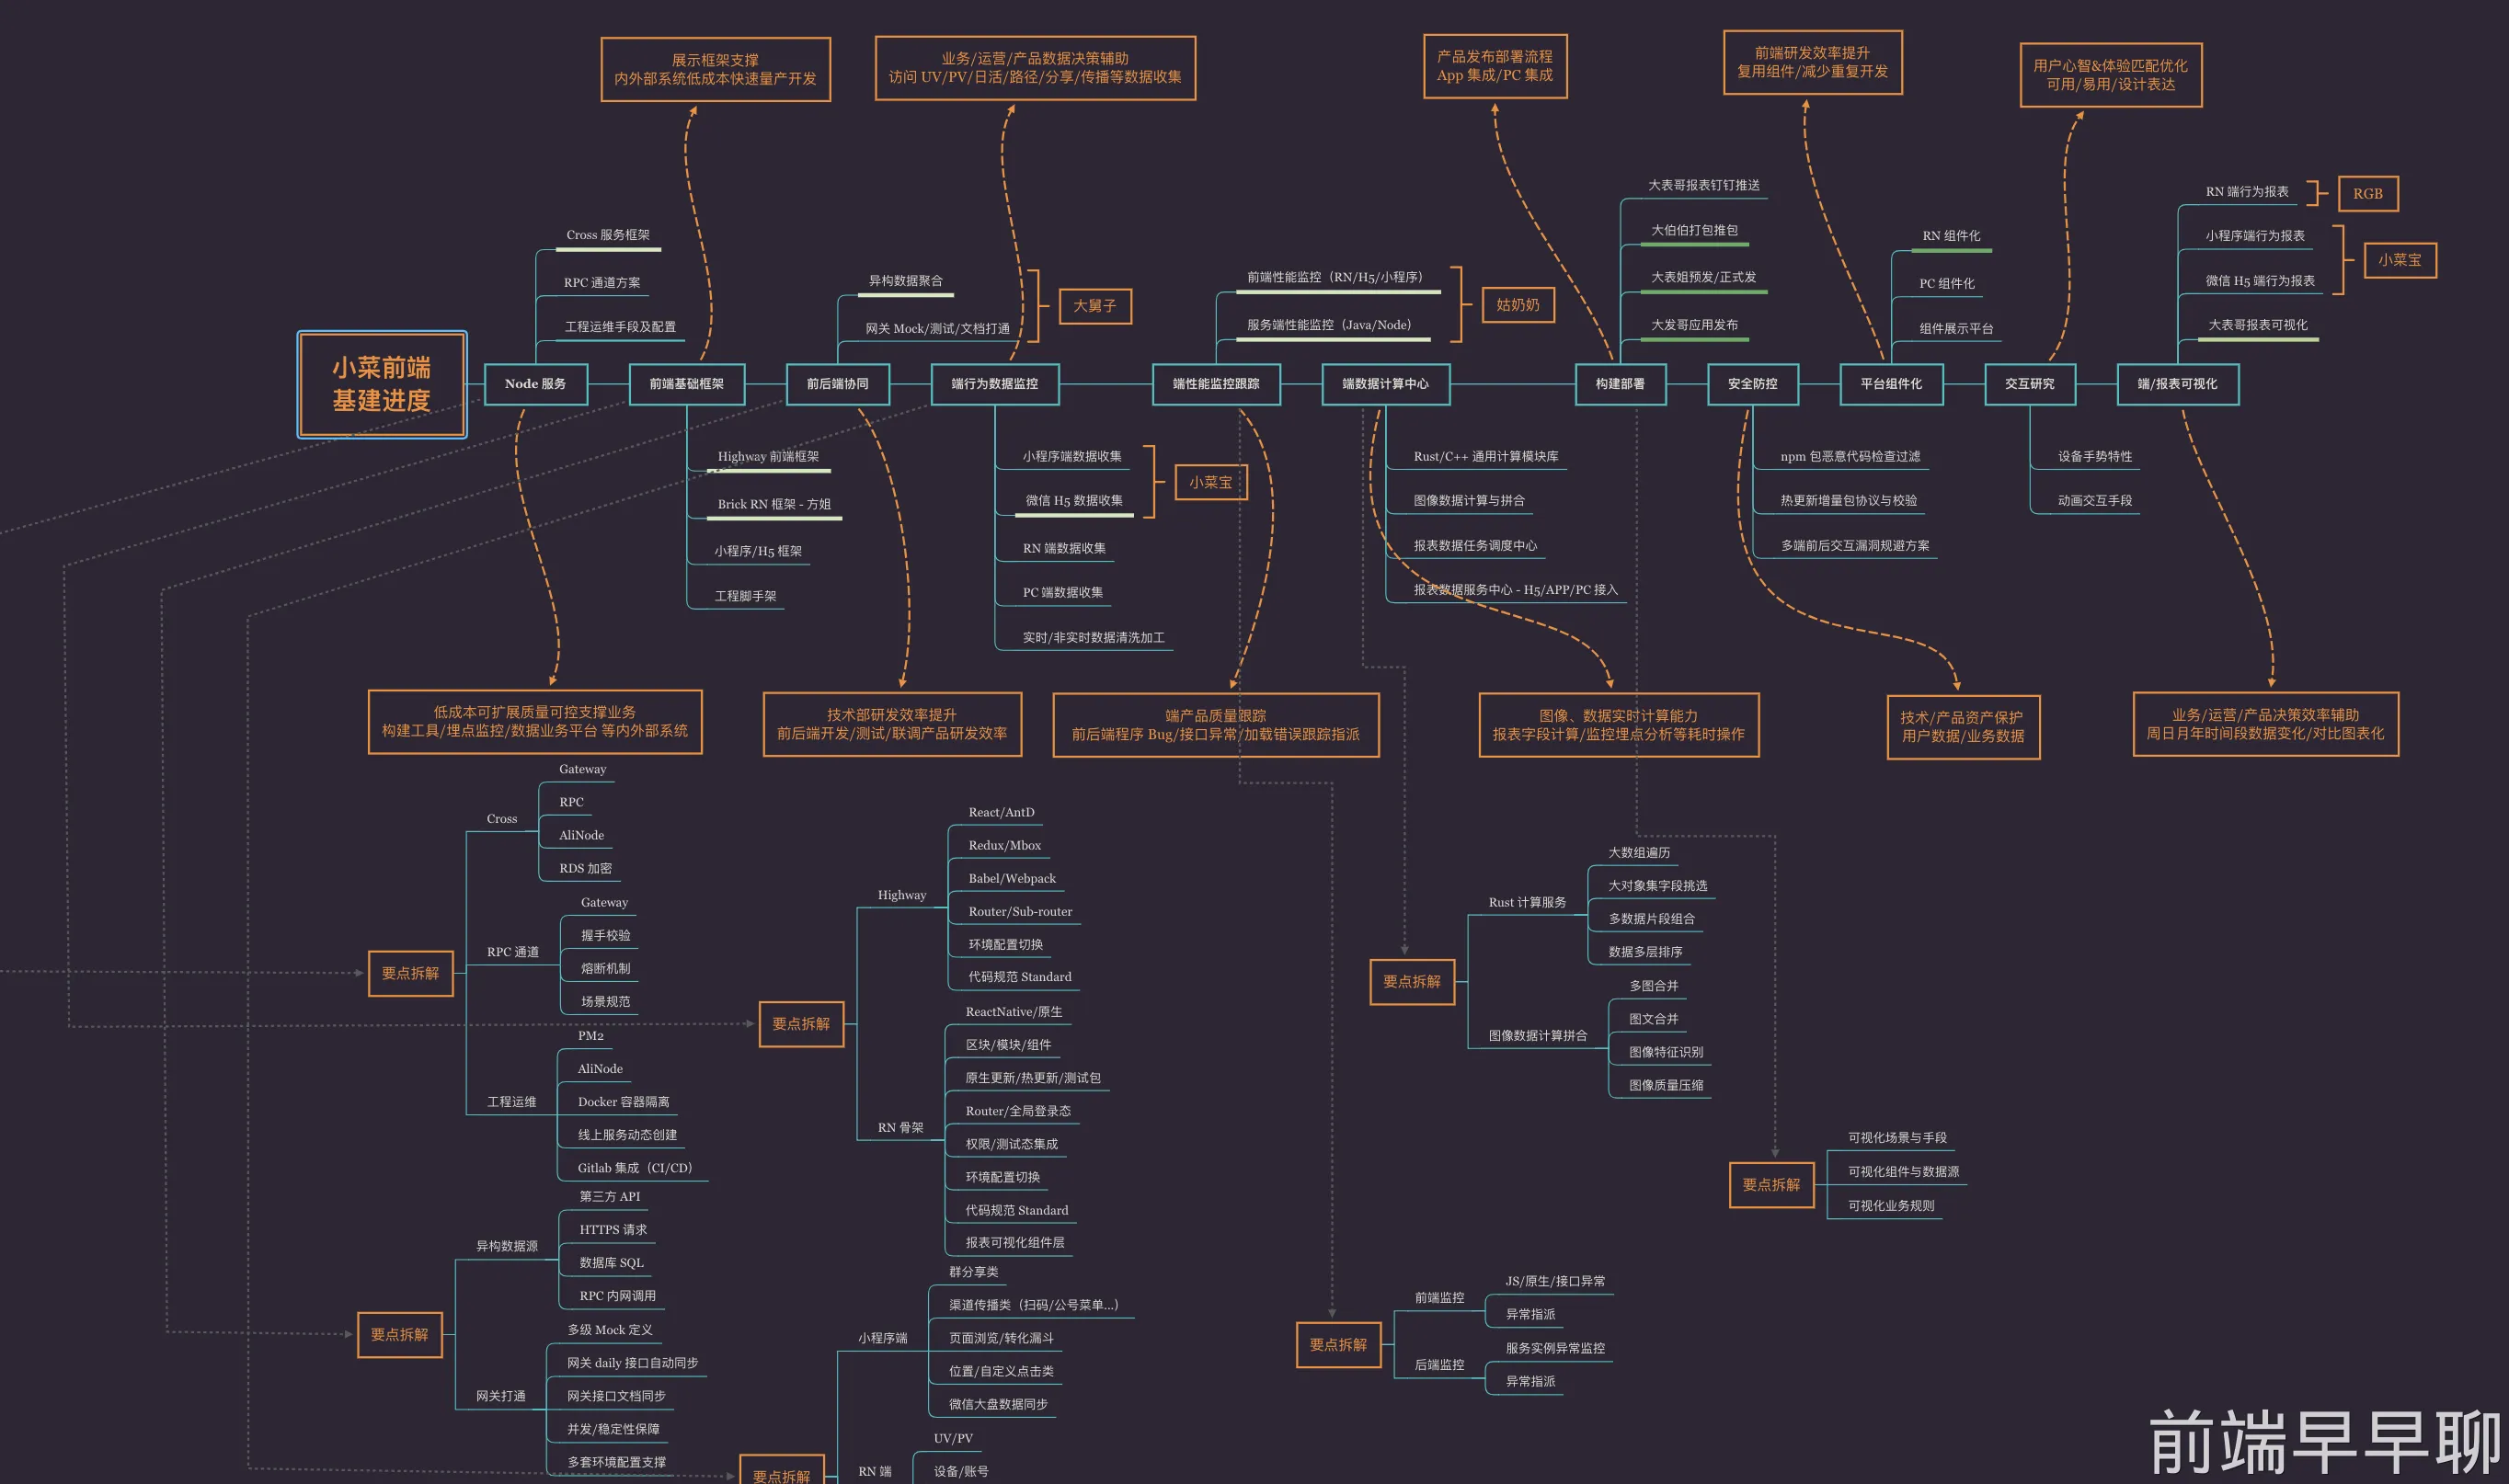 展示框架支撑
内外部系统低成本快速量产开发
业务/运营/产品数据决策辅助
访问 UV/PV/日活/路径/分享/传播等数据收集
产品发布部署流程
App 集成/PC 集成
前端研发效率提升
复用组件/减少重复开发
用户心智&体验匹配优化
可用/易用/设计表达
Cross 服务框架
RPC 通道方案
工程运维手段及配置
异构数据聚合
网关 Mock/测试/文档打通
大舅子
前端性能监控（RN/H5/小程序）
服务端性能监控（Java/Node）
姑奶奶
大表哥报表钉钉推送
大伯伯打包推包
大表姐预发/正式发
大发哥应用发布
RN 组件化
PC 组件化
组件展示平台
RN 端行为报表
RGB
小程序端行为报表
微信 H5 端行为报表
小菜宝
大表哥报表可视化
小菜前端
基建进度
Node 服务
前端基础框架
前后端协同
端行为数据监控
端性能监控跟踪
端数据计算中心
构建部署
安全防控
平台组件化
交互研究
端/报表可视化
Highway 前端框架
Brick RN 框架 - 方姐
小程序/H5 框架
工程脚手架
小程序端数据收集
微信 H5 数据收集
小菜宝
RN 端数据收集
PC 端数据收集
实时/非实时数据清洗加工
Rust/C++ 通用计算模块库
图像数据计算与拼合
报表数据任务调度中心
报表数据服务中心 - H5/APP/PC 接入
npm 包恶意代码检查过滤
热更新增量包协议与校验
多端前后交互漏洞规避方案
设备手势特性
动画交互手段
低成本可扩展质量可控支撑业务
构建工具/埋点监控/数据业务平台 等内外部系统
技术部研发效率提升
前后端开发/测试/联调产品研发效率
端产品质量跟踪
前后端程序 Bug/接口异常/加载错误跟踪指派
图像、数据实时计算能力
报表字段计算/监控埋点分析等耗时操作
技术/产品资产保护
用户数据/业务数据
业务/运营/产品决策效率辅助
周日月年时间段数据变化/对比图表化
要点拆解
Cross
Gateway
RPC
AliNode
RDS 加密
RPC 通道
Gateway
握手校验
熔断机制
场景规范
工程运维
PM2
AliNode
Docker 容器隔离
线上服务动态创建
Gitlab 集成（CI/CD）
要点拆解
Highway
React/AntD
Redux/Mbox
Babel/Webpack
Router/Sub-router
环境配置切换
代码规范 Standard
RN 骨架
ReactNative/原生
区块/模块/组件
原生更新/热更新/测试包
Router/全局登录态
权限/测试态集成
环境配置切换
代码规范 Standard
报表可视化组件层
要点拆解
Rust 计算服务
大数组遍历
大对象集字段挑选
多数据片段组合
数据多层排序
图像数据计算拼合
多图合并
图文合并
图像特征识别
图像质量压缩
要点拆解
可视化场景与手段
可视化组件与数据源
可视化业务规则
要点拆解
异构数据源
第三方 API
HTTPS 请求
数据库 SQL
RPC 内网调用
网关打通
多级 Mock 定义
网关 daily 接口自动同步
网关接口文档同步
并发/稳定性保障
多套环境配置支撑
要点拆解
小程序端
群分享类
渠道传播类（扫码/公号菜单...）
页面浏览/转化漏斗
位置/自定义点击类
微信大盘数据同步
RN 端
UV/PV
设备/账号
要点拆解
前端监控
JS/原生/接口异常
异常指派
后端监控
服务实例异常监控
异常指派
前端早早聊